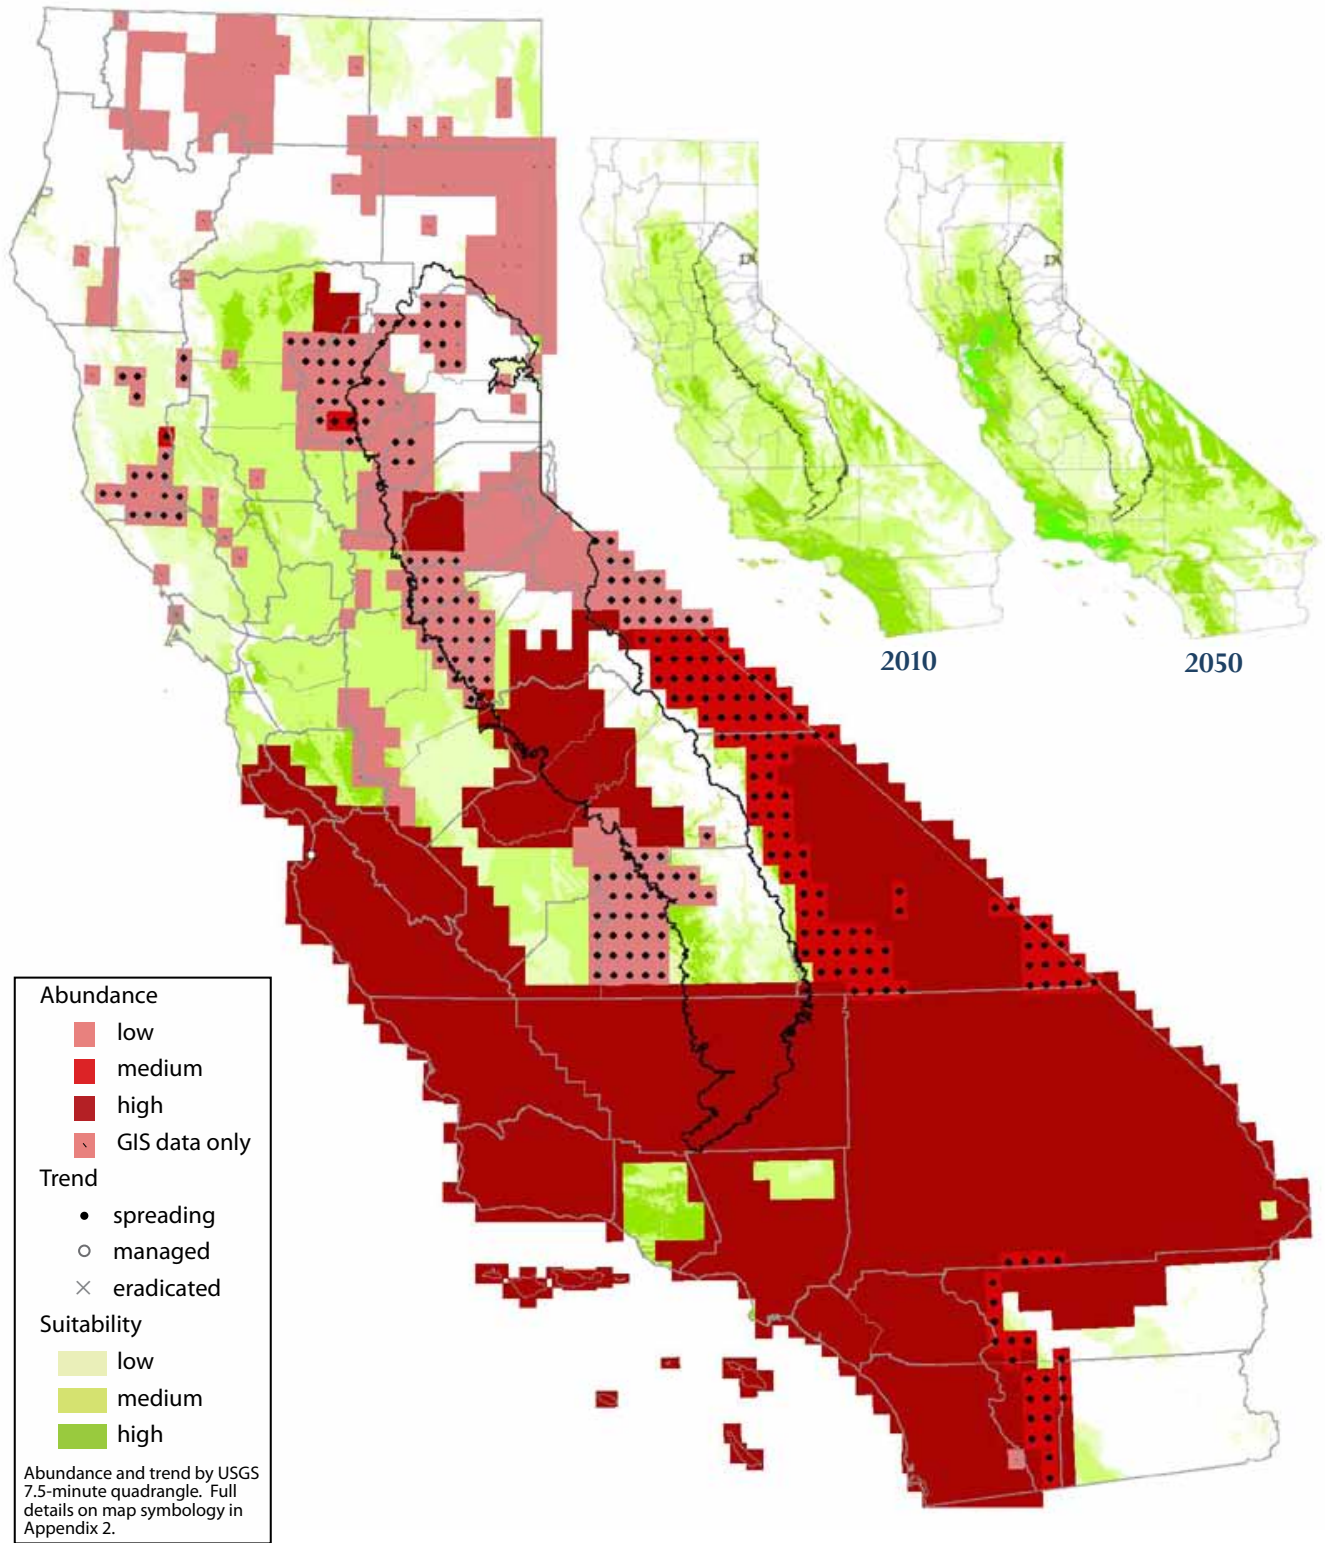 2010
2050
Abundance
low
medium
high
GIS data only
Trend
spreading
managed
eradicated
Suitability
low
medium
high
Abundance and trend by USGS
7.5-minute quadrangle. Full
details on map symbology in
Appendix 2.